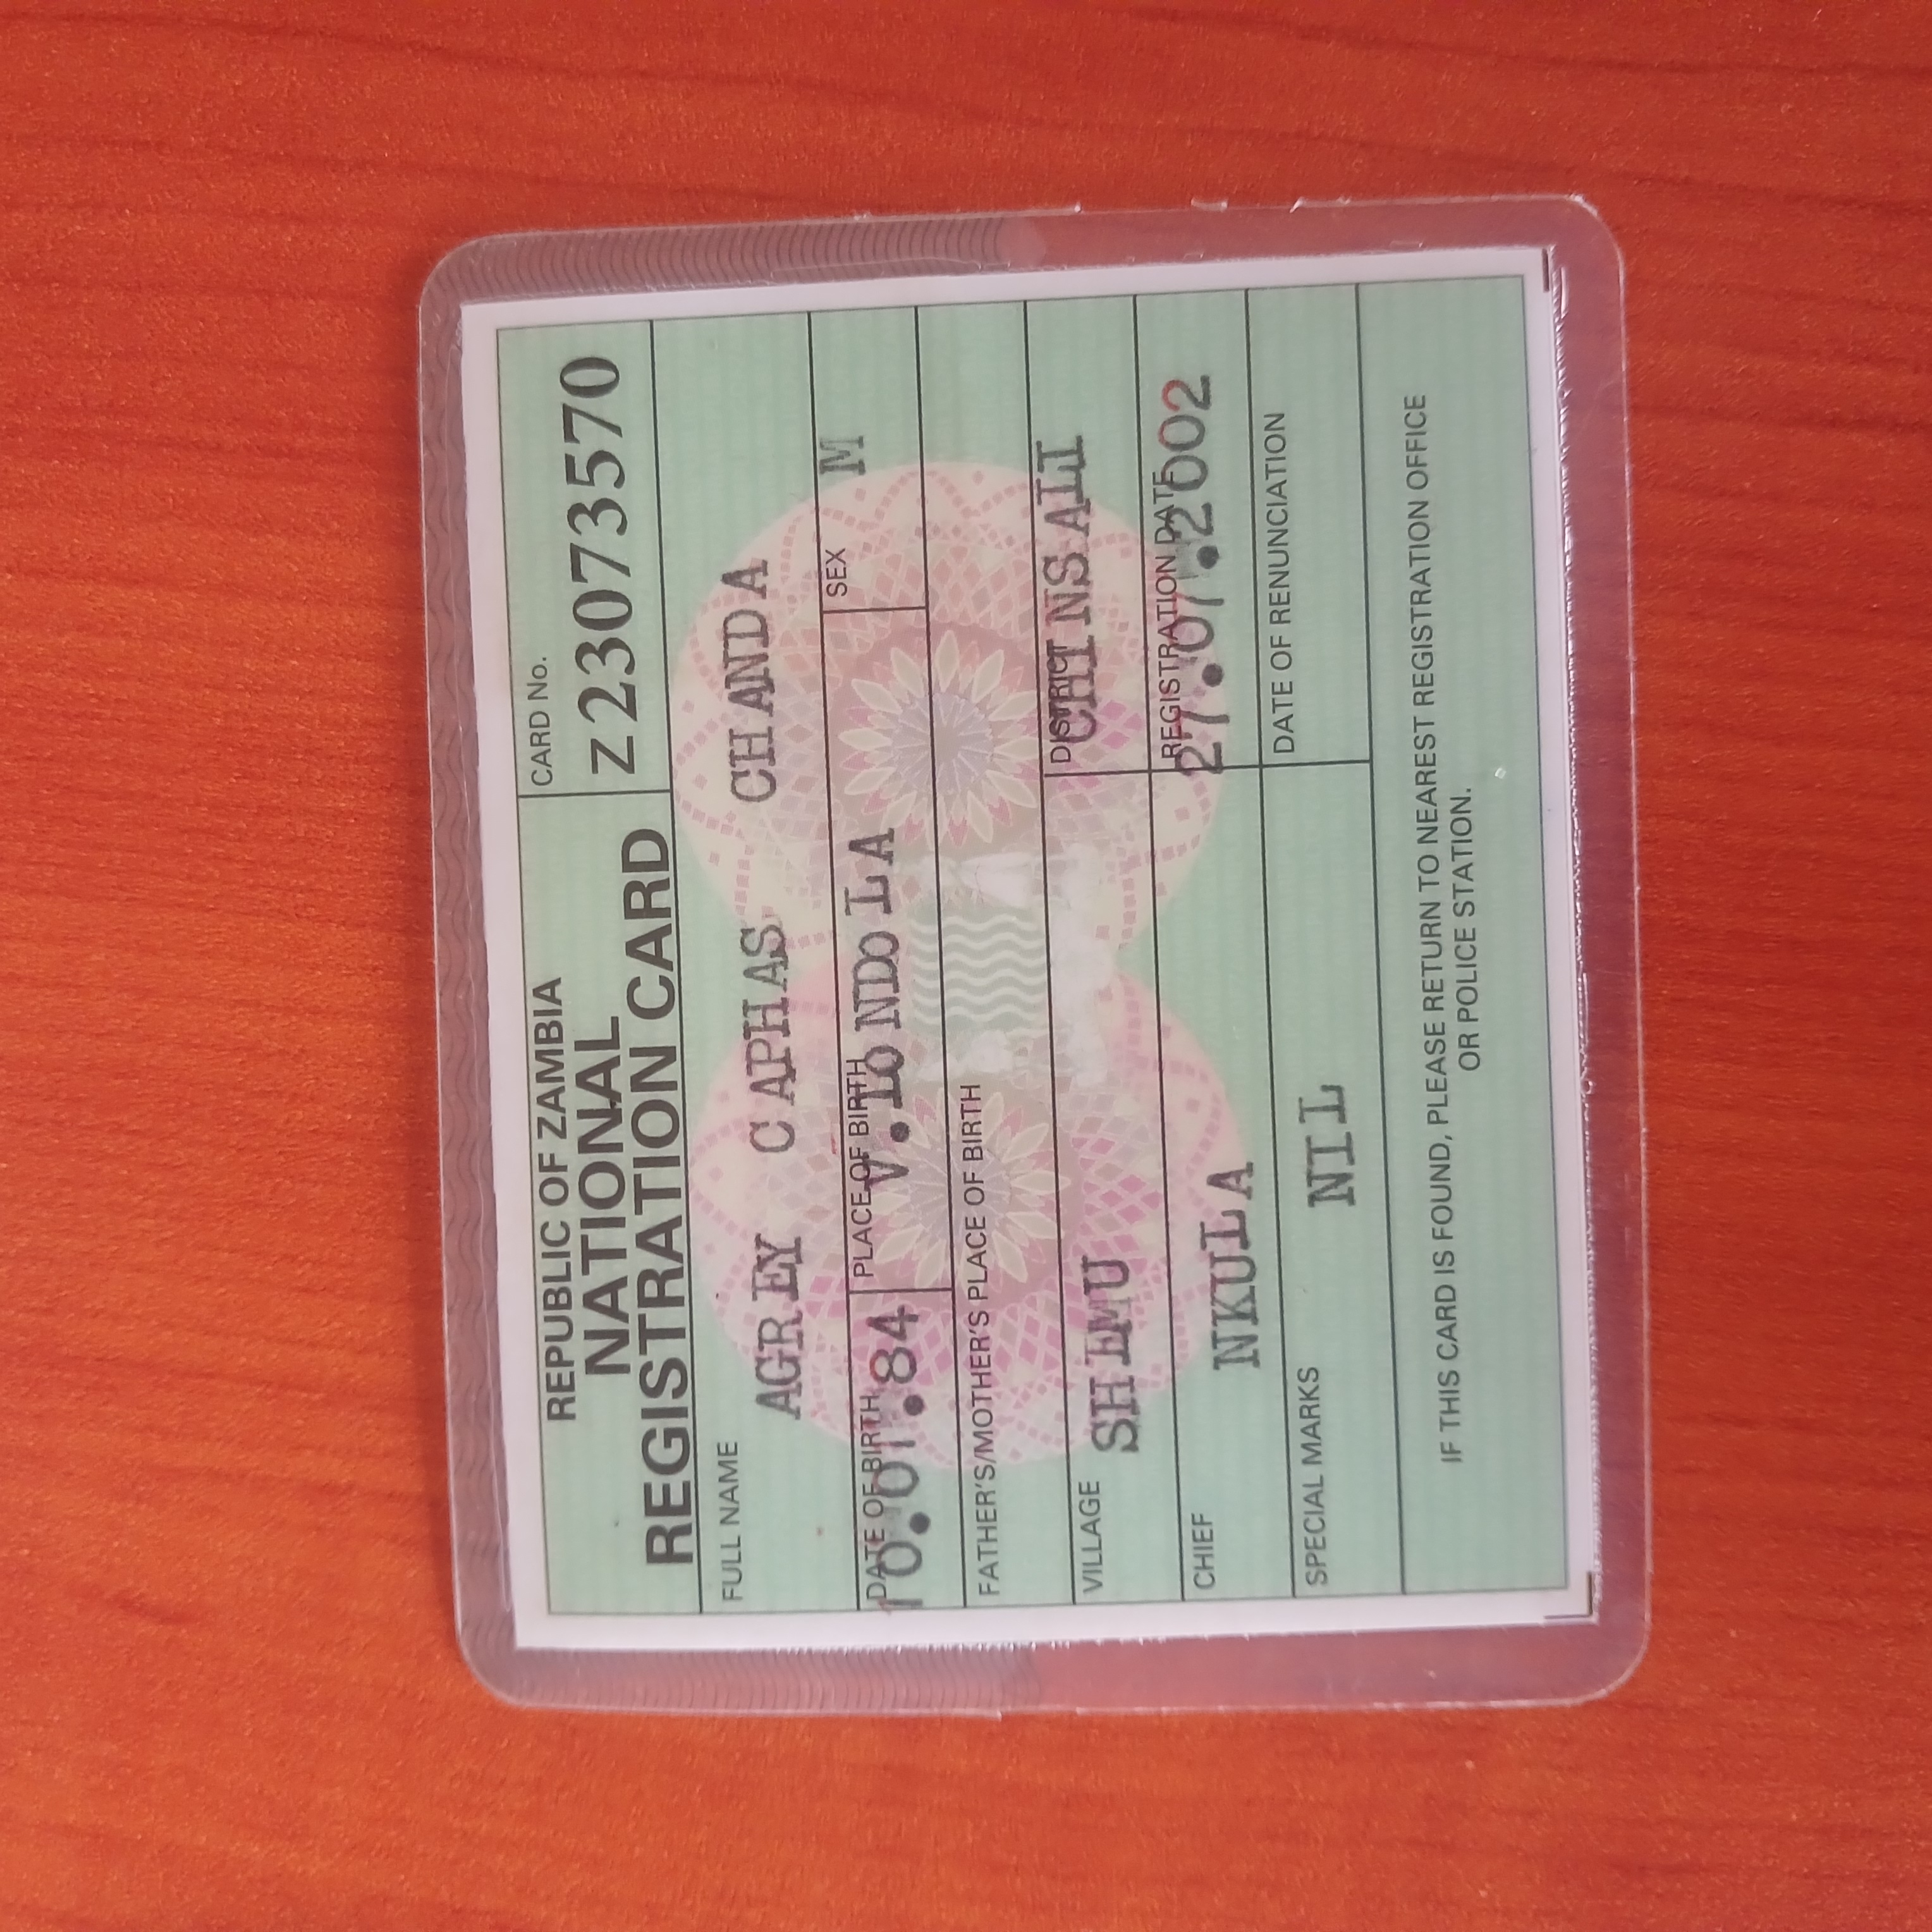 REPUBLIC OF ZAMBIA
NATIONAL
REGISTRATION CARD
CARD No.
Z 23073570
FULL NAME
AGREY CAPHAS CHANDA
DATE OF BIRTH
10.01.84
PLACE OF BIRTH
NDOLA
SEX
M
FATHER'S/MOTHER'S PLACE OF BIRTH
VILLAGE
SHEMU
DISTRICT
CHINSALI
CHIEF
NKULA
REGISTRATION DATE
27.07.2002
SPECIAL MARKS
NIL
DATE OF RENUNCIATION
IF THIS CARD IS FOUND, PLEASE RETURN TO NEAREST REGISTRATION OFFICE
OR POLICE STATION.